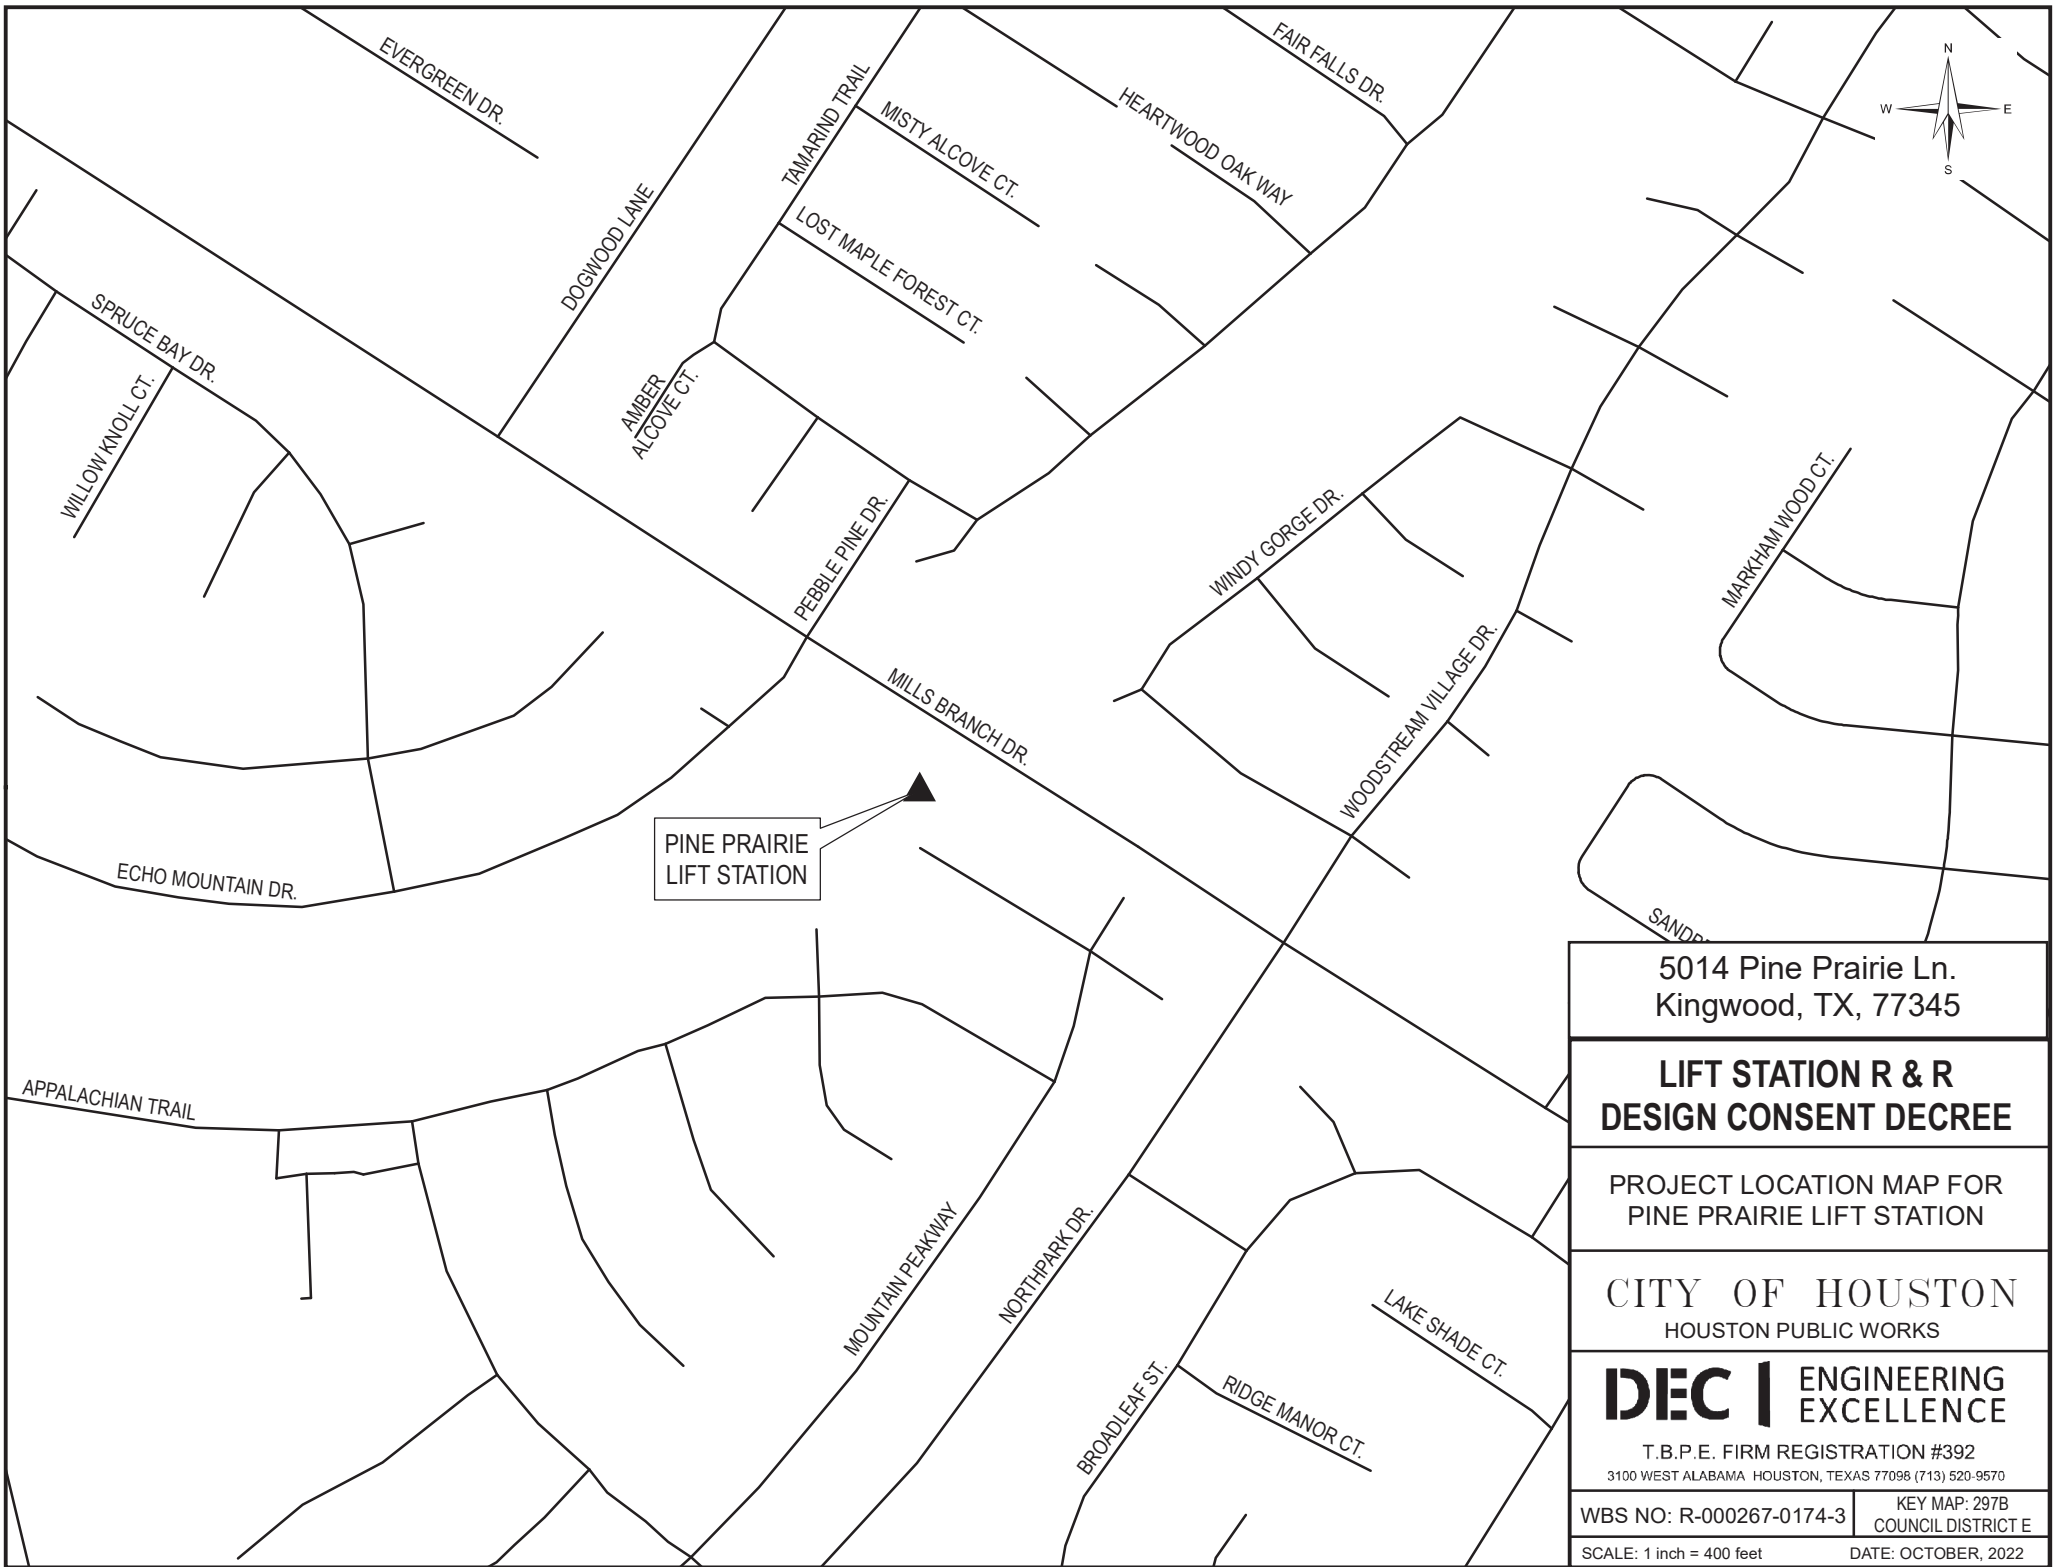 EVERGREEN DR.
FAIR FALLS DR.
N
W
E
S
TAMARIND TRAIL
MISTY ALCOVE CT.
HEARTWOOD OAK WAY
DOGWOOD LANE
LOST MAPLE FOREST CT.
SPRUCE BAY DR.
WILLOW KNOLL CT.
AMBER
ALCOVE CT.
PEBBLE PINE DR.
WINDY GORGE DR.
MARKHAM WOOD CT.
WOODSTREAM VILLAGE DR.
MILLS BRANCH DR.
PINE PRAIRIE
LIFT STATION
ECHO MOUNTAIN DR.
APPALACHIAN TRAIL
MOUNTAIN PEAKWAY
NORTHPARK DR.
LAKE SHADE CT.
BROADLEAF ST.
RIDGE MANOR CT.
5014 Pine Prairie Ln.
Kingwood, TX, 77345
LIFT STATION R & R
DESIGN CONSENT DECREE
PROJECT LOCATION MAP FOR
PINE PRAIRIE LIFT STATION
CITY OF HOUSTON
HOUSTON PUBLIC WORKS
DEC | ENGINEERING
EXCELLENCE
T.B.P.E. FIRM REGISTRATION #392
3100 WEST ALABAMA HOUSTON, TEXAS 77098 (713) 520-9570
WBS NO: R-000267-0174-3
KEY MAP: 297B
COUNCIL DISTRICT E
SCALE: 1 inch = 400 feet
DATE: OCTOBER, 2022